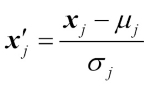 x′_j = (x_j − μ_j) / σ_j